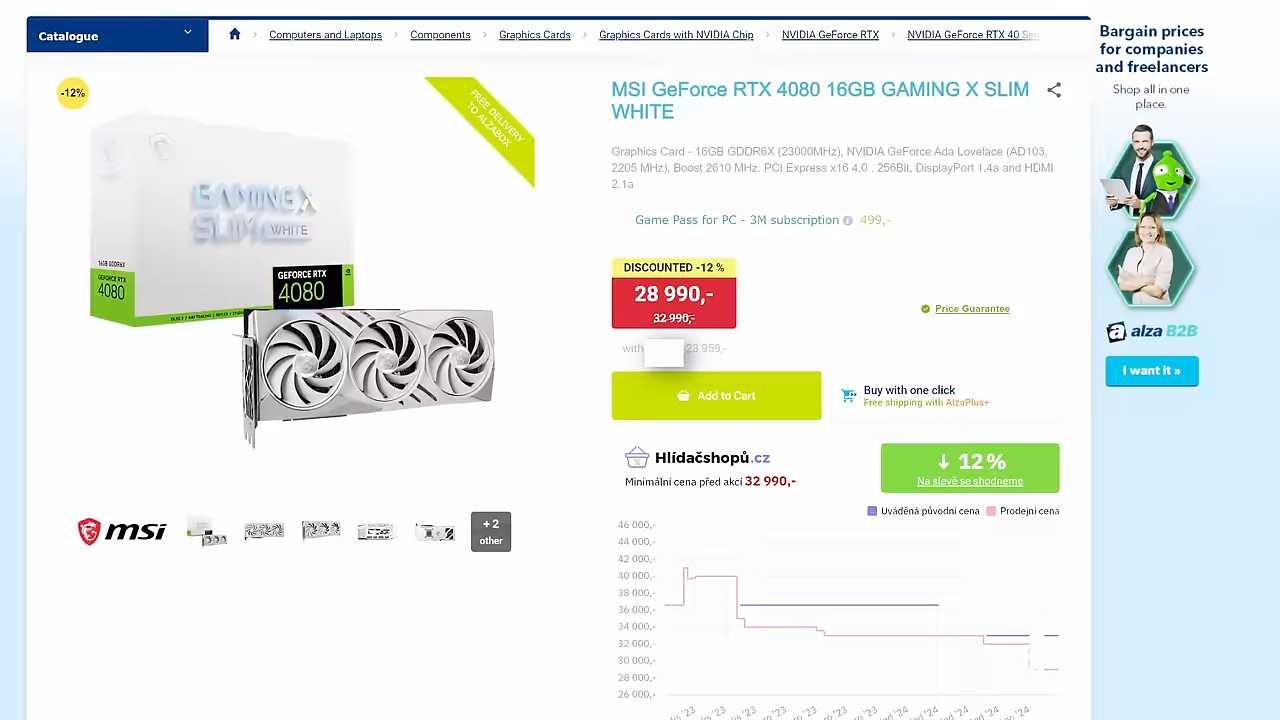 Catalogue
Computers and Laptops
Components
Graphics Cards
Graphics Cards with NVIDIA Chip
NVIDIA GeForce RTX
NVIDIA GeForce RTX 40
-12%
FREE DELIVERY
TO ALZABOX
GAMING X
SLIM WHITE
16GB GDDR6X
GEFORCE RTX
4080
GEFORCE RTX
4080
msi
+ 2
other
MSI GeForce RTX 4080 16GB GAMING X SLIM
WHITE
Graphics Card - 16GB GDDR6X (23000MHz), NVIDIA GeForce Ada Lovelace (AD103,
2205 MHz), Boost 2610 MHz, PCI Express x16 4.0 , 256Bit, DisplayPort 1.4a and HDMI
2.1a
Game Pass for PC - 3M subscription 499,-
DISCOUNTED -12 %
28 990,-
32 990,-
Price Guarantee
with 23 959,-
Add to Cart
Buy with one click
Free shipping with AlzaPlus+
Hlídačshopů.cz
Minimální cena před akcí 32 990,-
↓ 12 %
Na slevě se shodneme
Uváděná původní cena
Prodejní cena
46 000,-
44 000,-
42 000,-
40 000,-
38 000,-
36 000,-
34 000,-
32 000,-
30 000,-
28 000,-
26 000,-
Bargain prices
for companies
and freelancers
Shop all in one
place.
alza B2B
I want it »